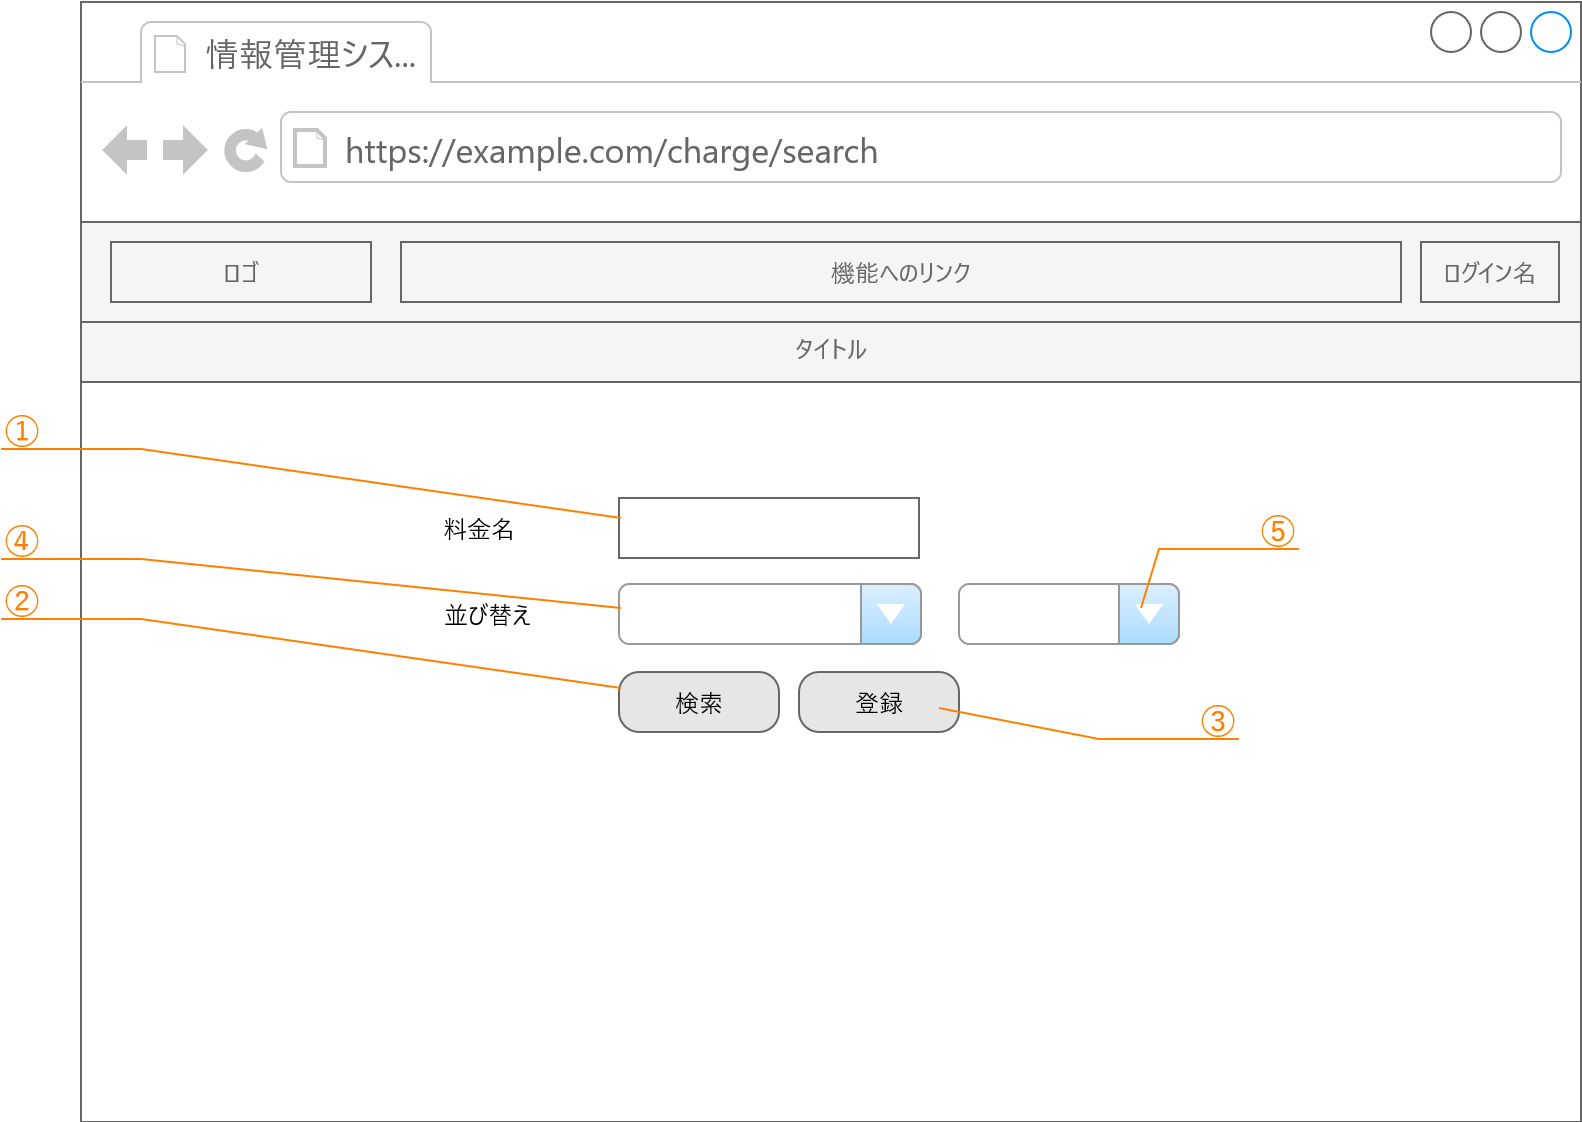 情報管理シス...
https://example.com/charge/search
ロゴ
機能へのリンク
ログイン名
タイトル
①
料金名
④
⑤
②
並び替え
検索
登録
③